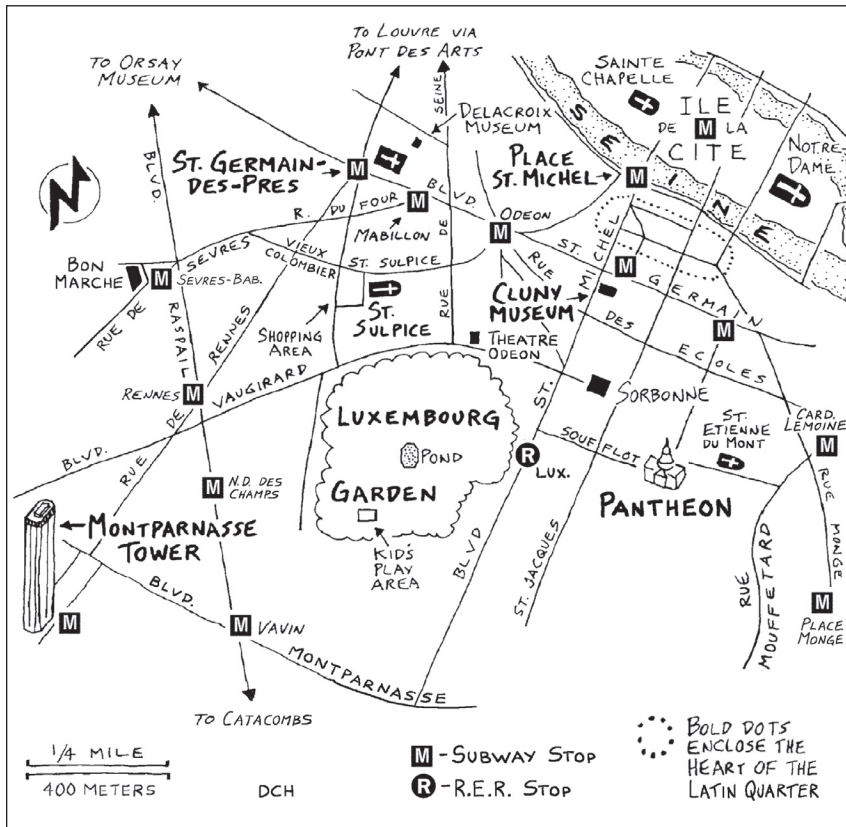 TO LOUVRE VIA
PONT DES ARTS
TO ORSAY
MUSEUM
SEINE
DELACROIX
MUSEUM
SAINTE
CHAPELLE
ILE
DE M LA
CITE
NOTRE-
DAME
SEINE
BLVD.
ST. GERMAIN-
DES-PRES
M
PLACE
ST. MICHEL
M
N
R. DU FOUR
M
MABILLON
BLVD
ODEON
M
ST. GERMAIN
M
M
BON
MARCHE
M
SEVRES-BAB.
RUE DE SEVRES
VIEUX
COLOMBIER
ST. SULPICE
RUE DE
MICHEL
CLUNY
MUSEUM
RUE DES ECOLES
SHOPPING
AREA
ST.
SULPICE
THEATRE
ODEON
RASPAIL
RENNES
M
RUE DE RENNES
BLVD. VAUGIRARD
LUXEMBOURG
GARDEN
POND
KID'S
PLAY
AREA
ST.
SORBONNE
SOUFFLOT
ST.
ETIENNE
DU MONT
CARD.
LEMOINE
M
R
LUX.
PANTHEON
M
N.D. DES
CHAMPS
MONTPARNASSE
TOWER
M
BLVD
ST. JACQUES
RUE
MOUFFETARD
RUE MONGE
M
PLACE
MONGE
BLVD. MONTPARNASSE
M
VAVIN
TO CATACOMBS
1/4 MILE
400 METERS
DCH
M - SUBWAY STOP
R - R.E.R. STOP
BOLD DOTS
ENCLOSE THE
HEART OF THE
LATIN QUARTER